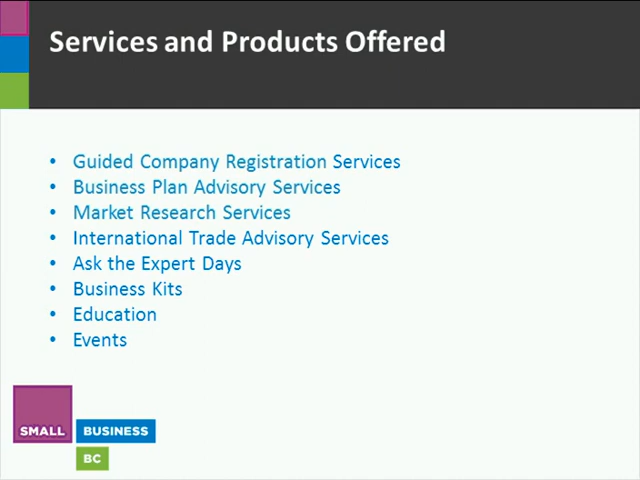 Services and Products Offered
• Guided Company Registration Services
• Business Plan Advisory Services
• Market Research Services
• International Trade Advisory Services
• Ask the Expert Days
• Business Kits
• Education
• Events
SMALL BUSINESS
BC